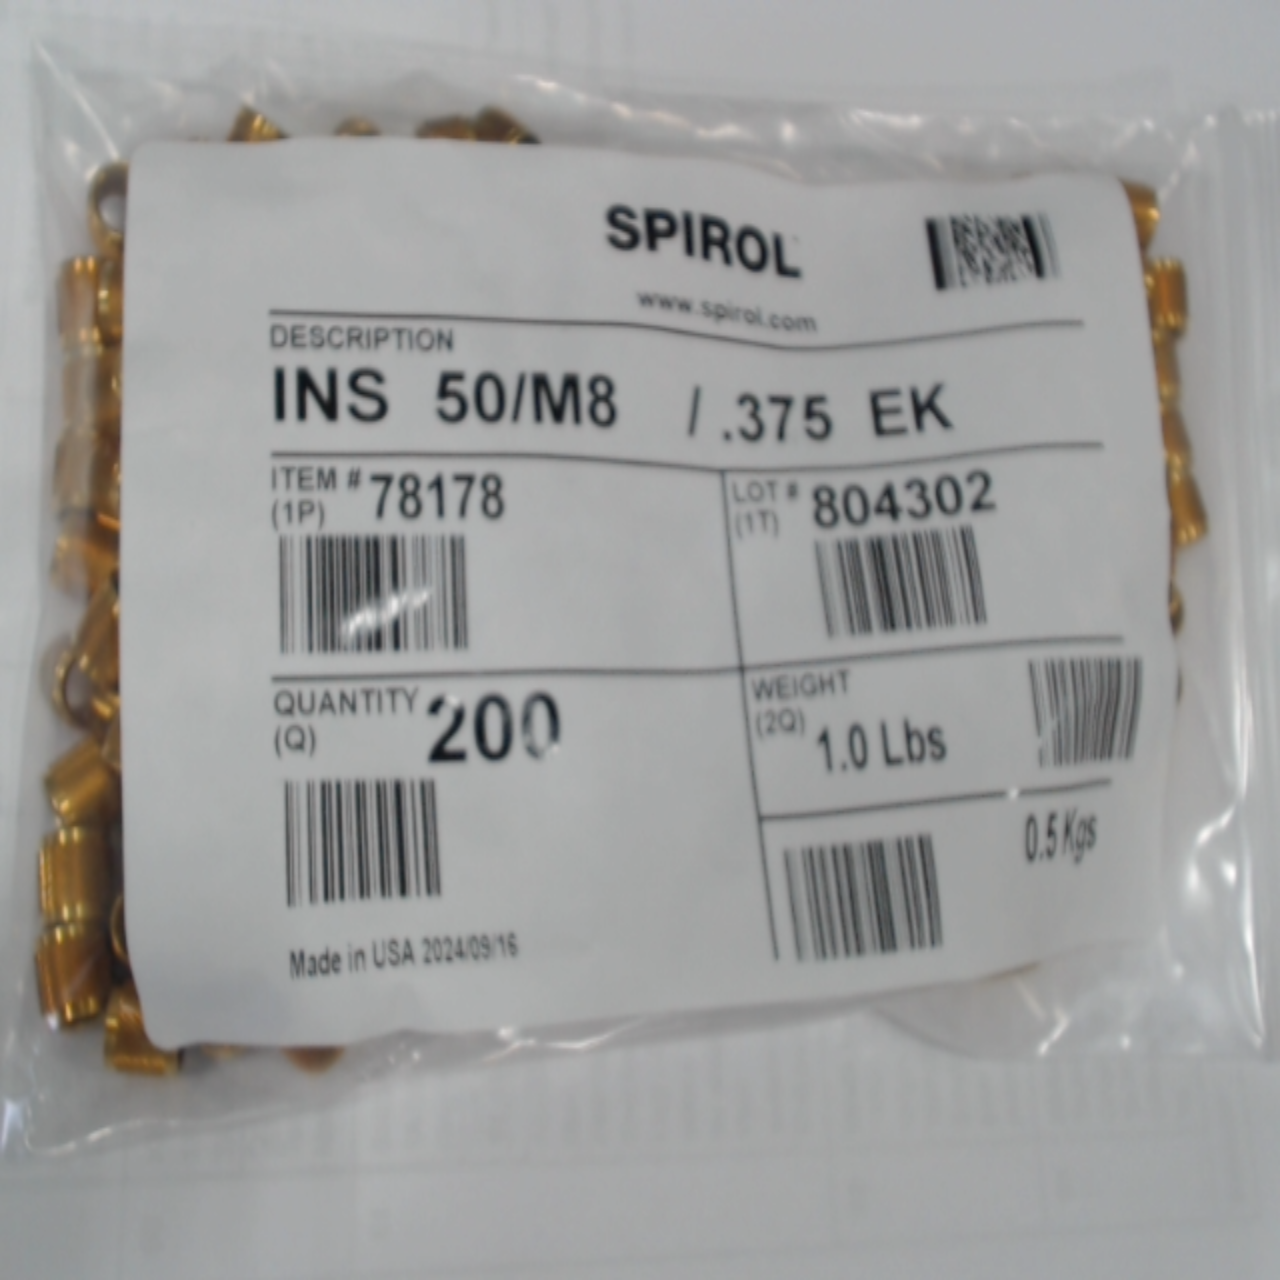 SPIROL
www.spirol.com
DESCRIPTION
INS 50/M8 / .375 EK
ITEM # 78178
(1P)
LOT # 804302
(1T)
QUANTITY 200
(Q)
WEIGHT
(2Q) 1.0 Lbs
0.5 Kgs
Made in USA 2024/09/16